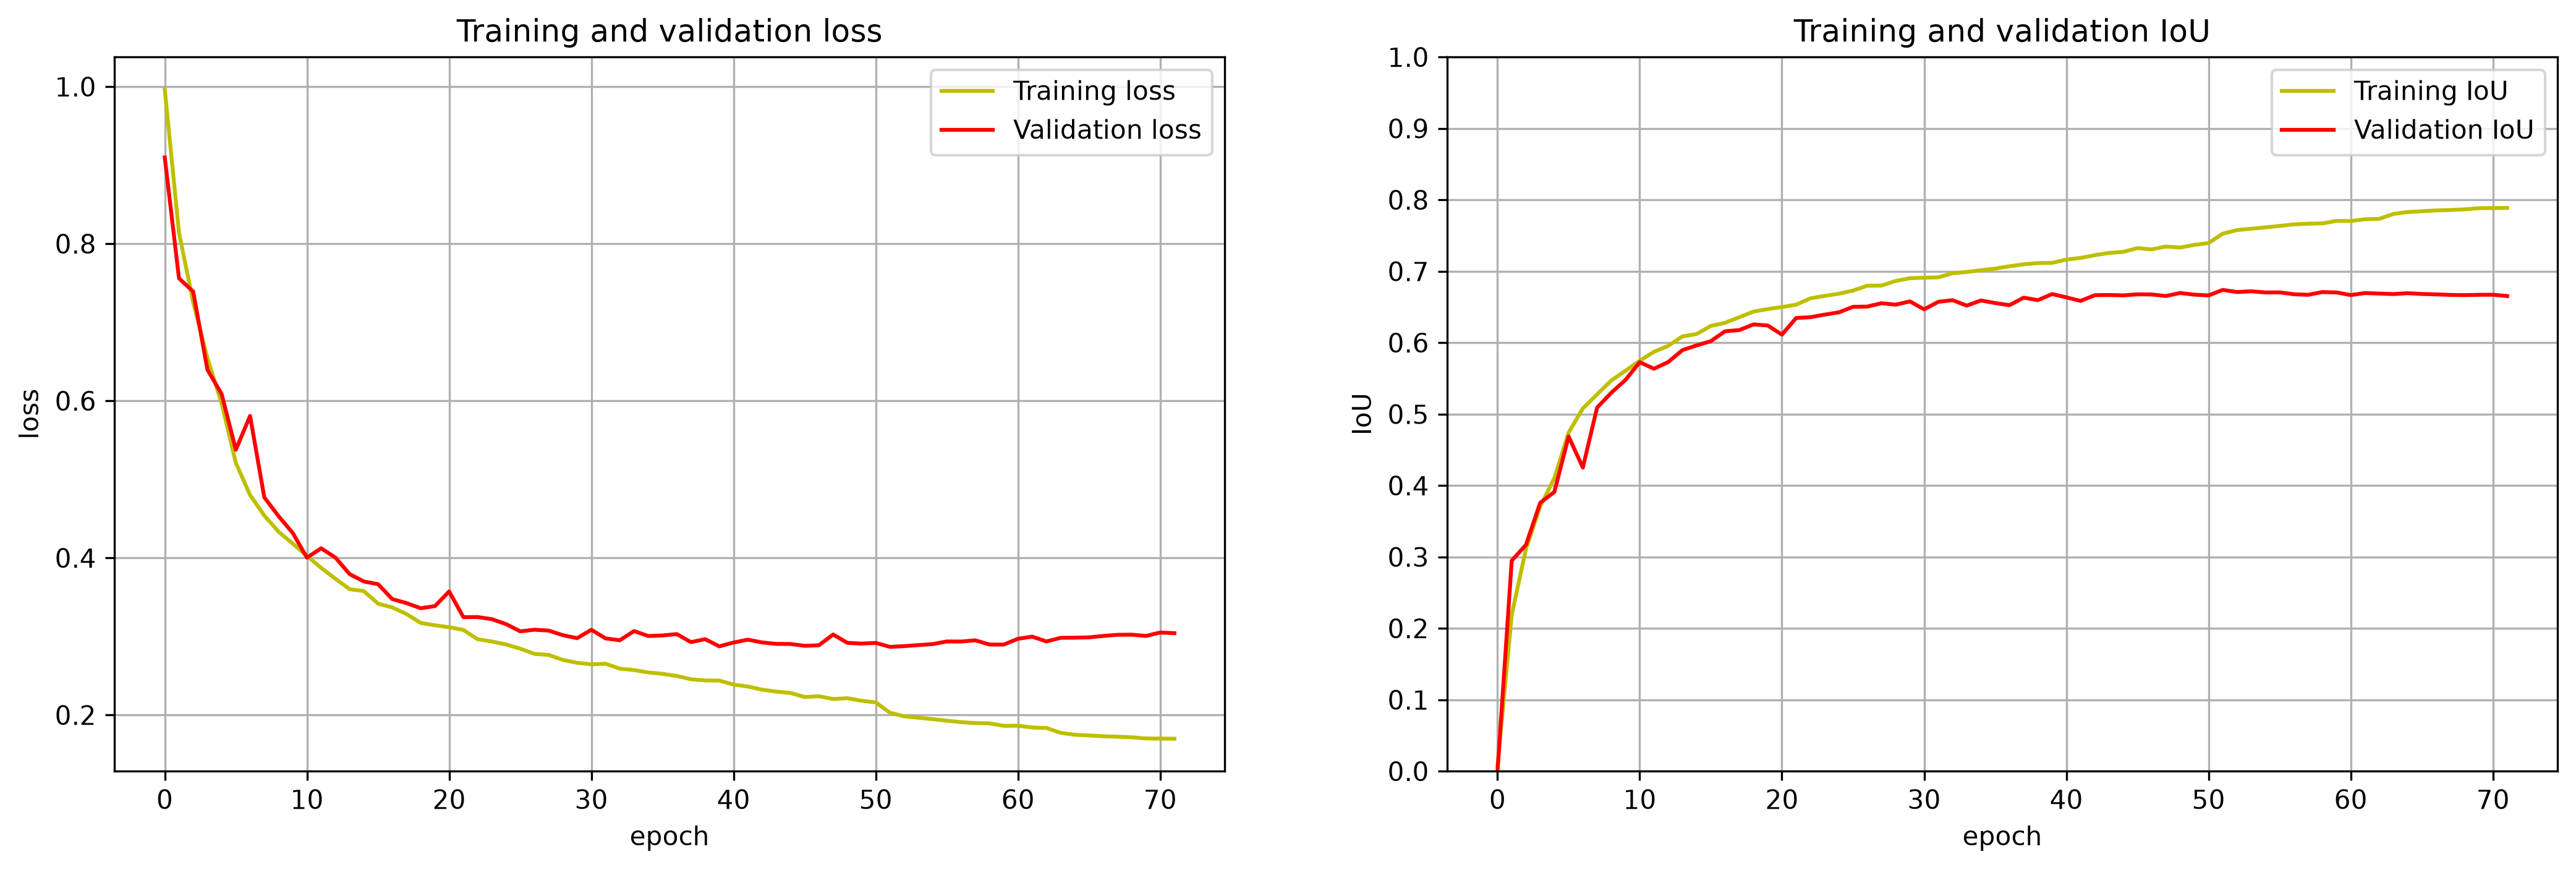 Training and validation loss
1.0
0.8
0.6
0.4
0.2
loss
0 10 20 30 40 50 60 70
epoch
Training loss
Validation loss
Training and validation IoU
1.0
0.9
0.8
0.7
0.6
0.5
0.4
0.3
0.2
0.1
0.0
IoU
0 10 20 30 40 50 60 70
epoch
Training IoU
Validation IoU